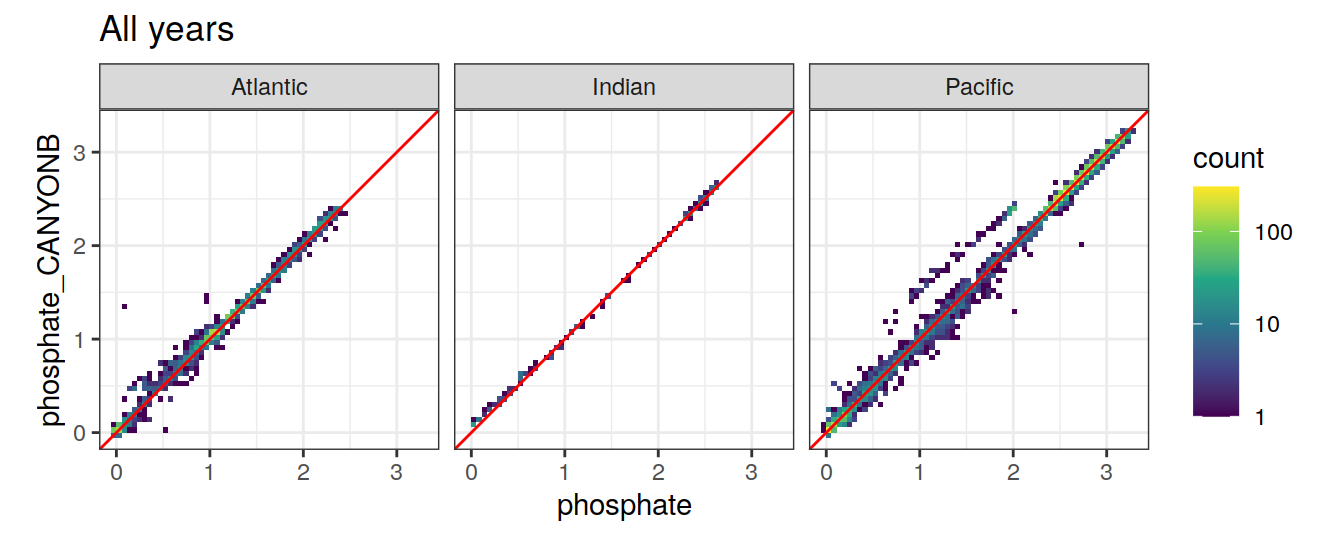 All years
Atlantic Indian Pacific
phosphate_CANYONB
3
2
1
0
0 1 2 3 0 1 2 3 0 1 2 3
phosphate
count
100
10
1